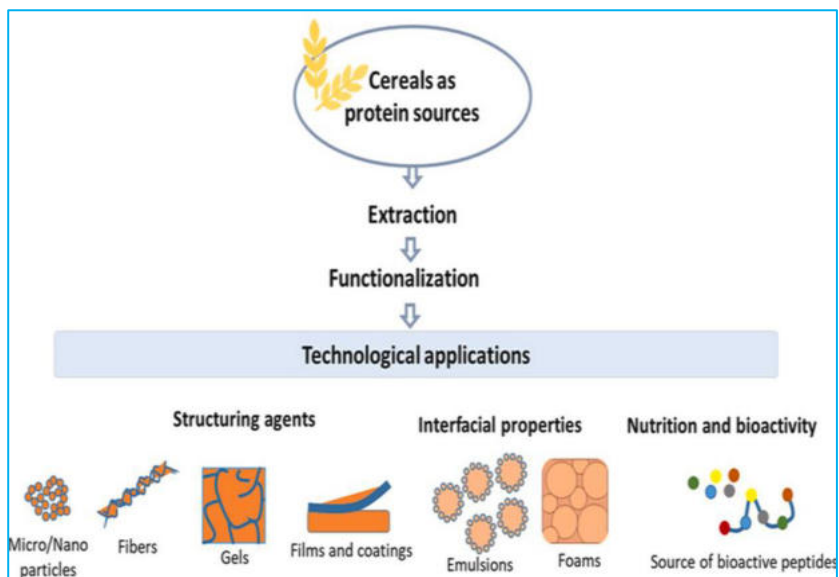 Cereals as
protein sources
Extraction
Functionalization
Technological applications
Structuring agents
Interfacial properties
Nutrition and bioactivity
Micro/Nano
particles
Fibers
Gels
Films and coatings
Emulsions
Foams
Source of bioactive peptides